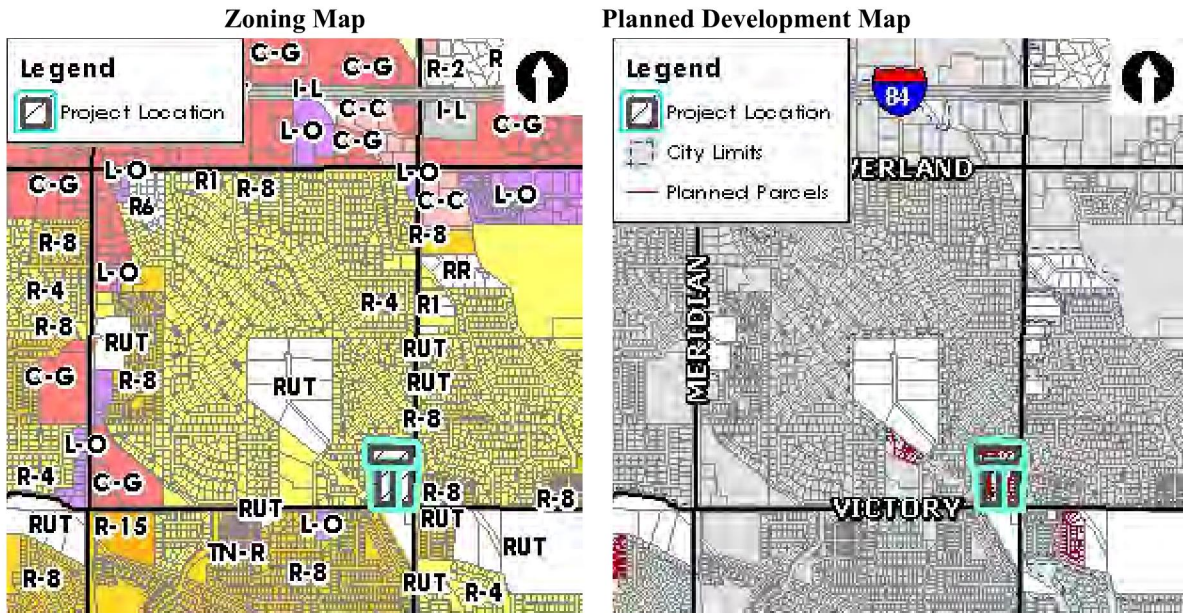 Zoning Map
Legend
Project Location
C-G
C-G
R-2
R
I-L
C-C
I-L
L-O
C-G
C-G
L-O
R1
R-8
L-O
C-G
R6
C-C
L-O
R-8
R-8
RR
L-O
R-4
R-4
R1
R-8
RUT
RUT
C-G
R-8
RUT
RUT
R-8
L-O
R-4
C-G
R-8
R-8
RUT
RUT
R-15
L-O
RUT
TN-R
RUT
R-8
R-8
RUT
R-4
Planned Development Map
Legend
Project Location
City Limits
Planned Parcels
84
VERLAND
MERIDIAN
VICTORY